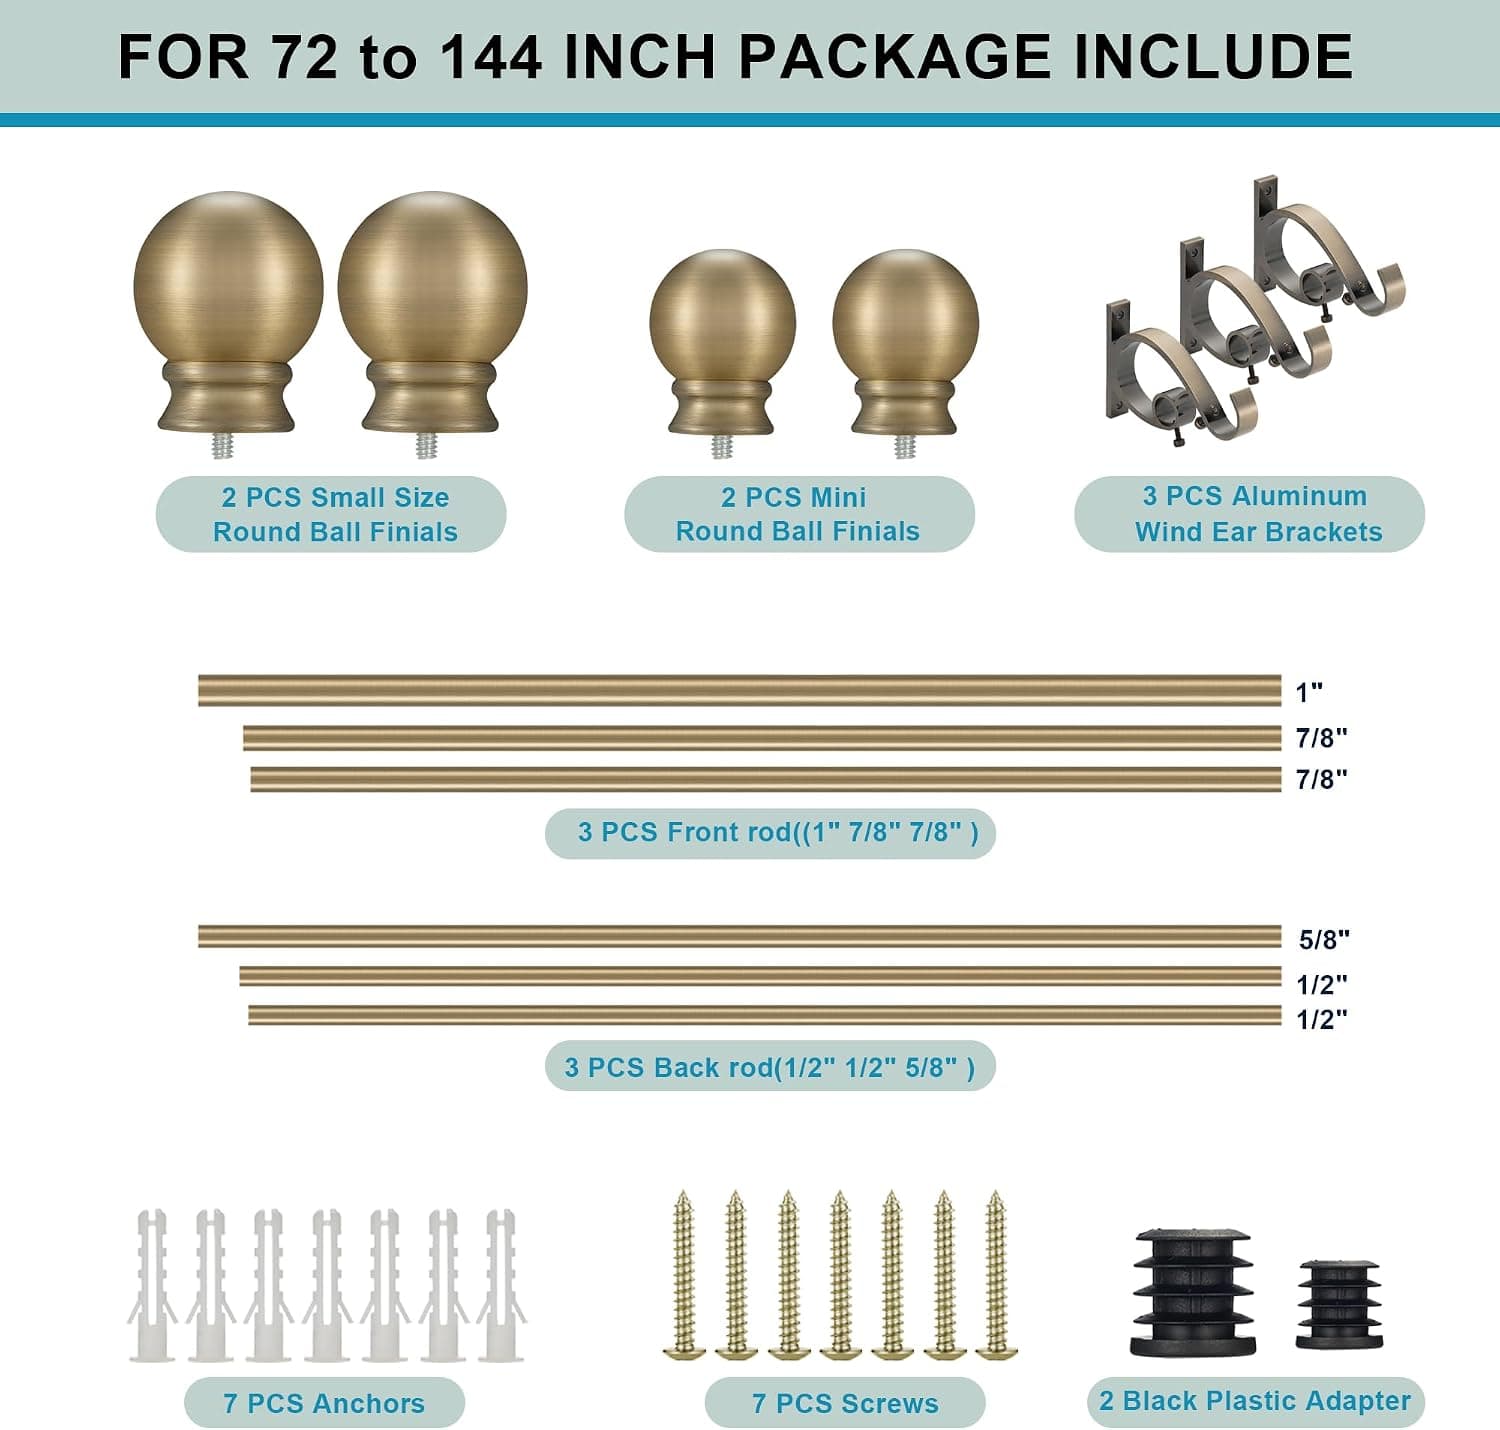 FOR 72 to 144 INCH PACKAGE INCLUDE
2 PCS Small Size
Round Ball Finials
2 PCS Mini
Round Ball Finials
3 PCS Aluminum
Wind Ear Brackets
1"
7/8"
7/8"
3 PCS Front rod((1" 7/8" 7/8" )
5/8"
1/2"
1/2"
3 PCS Back rod(1/2" 1/2" 5/8" )
7 PCS Anchors
7 PCS Screws
2 Black Plastic Adapter